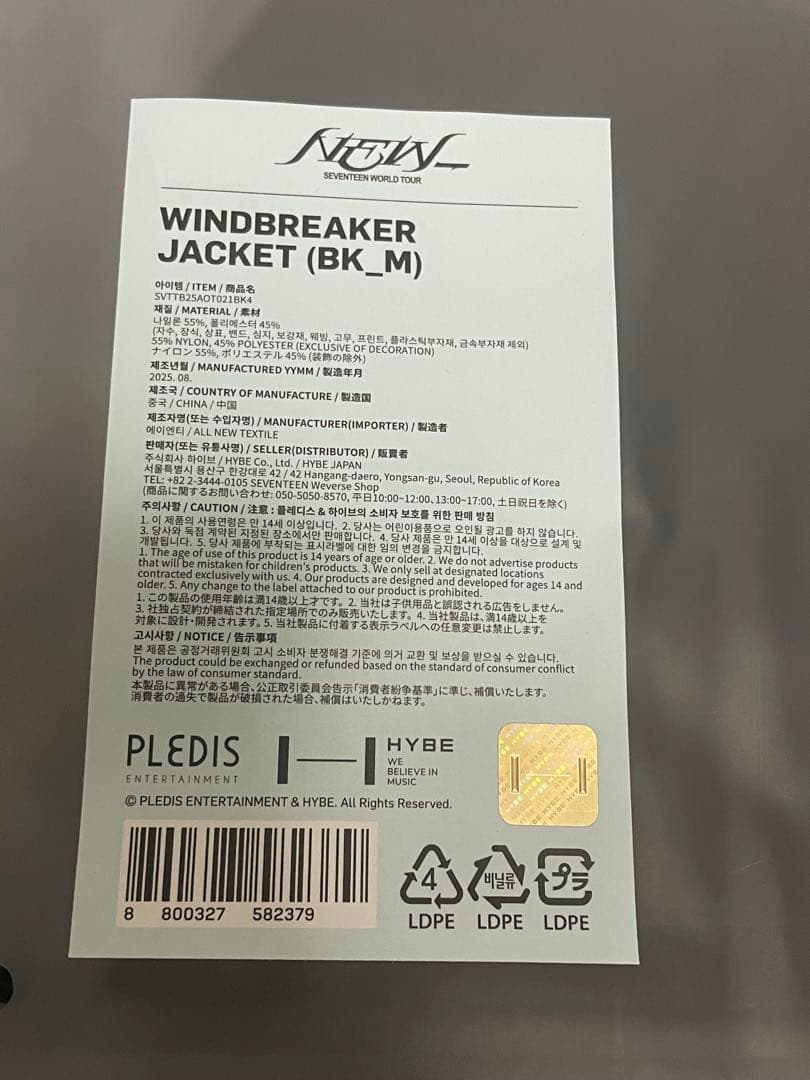 NEW_
SEVENTEEN WORLD TOUR
WINDBREAKER
JACKET (BK_M)
아이템 / ITEM / 商品名
SVTTB25AOT021BK4
재질 / MATERIAL / 素材
나일론 55%, 폴리에스터 45%
(자수, 장식, 상표, 밴드, 심지, 보강재, 웨빙, 고무, 프린트, 플라스틱부자재, 금속부자재 제외)
55% NYLON, 45% POLYESTER (EXCLUSIVE OF DECORATION)
ナイロン 55%, ポリエステル 45% (装飾の除外)
제조년월 / MANUFACTURED YYMM / 製造年月
2025. 08.
제조국 / COUNTRY OF MANUFACTURE / 製造国
중국 / CHINA / 中国
제조자명(또는 수입자명) / MANUFACTURER(IMPORTER) / 製造者
에이엔티 / ALL NEW TEXTILE
판매자(또는 유통사명) / SELLER(DISTRIBUTOR) / 販賣者
주식회사 하이브 / HYBE Co., Ltd. / HYBE JAPAN
서울특별시 용산구 한강대로 42 / 42 Hangang-daero, Yongsan-gu, Seoul, Republic of Korea
TEL: +82 2-3444-0105 SEVENTEEN Weverse Shop
(商品に関するお問い合わせ: 050-5050-8570, 平日10:00~12:00、13:00~17:00, 土日祝日を除く)
주의사항 / CAUTION / 注意 : 플레디스 & 하이브의 소비자 보호를 위한 판매 방침
1. 이 제품의 사용연령은 만 14세 이상입니다. 2. 당사는 어린이용품으로 오인될 광고를 하지 않습니다.
3. 당사와 독점 계약된 지정된 장소에서만 판매합니다. 4. 당사 제품은 만 14세 이상을 대상으로 설계 및
개발됩니다. 5. 당사 제품에 부착되는 표시라벨에 대한 임의 변경을 금지합니다.
1. The age of use of this product is 14 years of age or older. 2. We do not advertise products
that will be mistaken for children's products. 3. We only sell at designated locations
contracted exclusively with us. 4. Our products are designed and developed for ages 14 and
older. 5. Any change to the label attached to our product is prohibited.
1. この製品の使用年齢は満14歳以上才です。2. 当社は子供用品と誤認される広告をしません。
3. 社独占契約が締結された指定場所でのみ販売いたします。4. 当社製品は、満14歳以上を
対象に設計・開発されます。5. 当社製品に付着する表示ラベルへの任意変更は禁止します。
고시사항 / NOTICE / 告示事項
본 제품은 공정거래위원회 고시 소비자 분쟁해결 기준에 의거 교환 및 보상을 받으실 수 있습니다.
The product could be exchanged or refunded based on the standard of consumer conflict
by the law of consumer standard.
本製品に異常がある場合、公正取引委員会告示「消費者紛争基準」に準じ、補償いたします。
消費者の過失で製品が破損された場合、補償はいたしかねます。
PLEDIS
ENTERTAINMENT
HYBE
WE
BELIEVE IN
MUSIC
© PLEDIS ENTERTAINMENT & HYBE. All Rights Reserved.
8 800327 582379
4
LDPE
비닐류
LDPE
プラ
LDPE